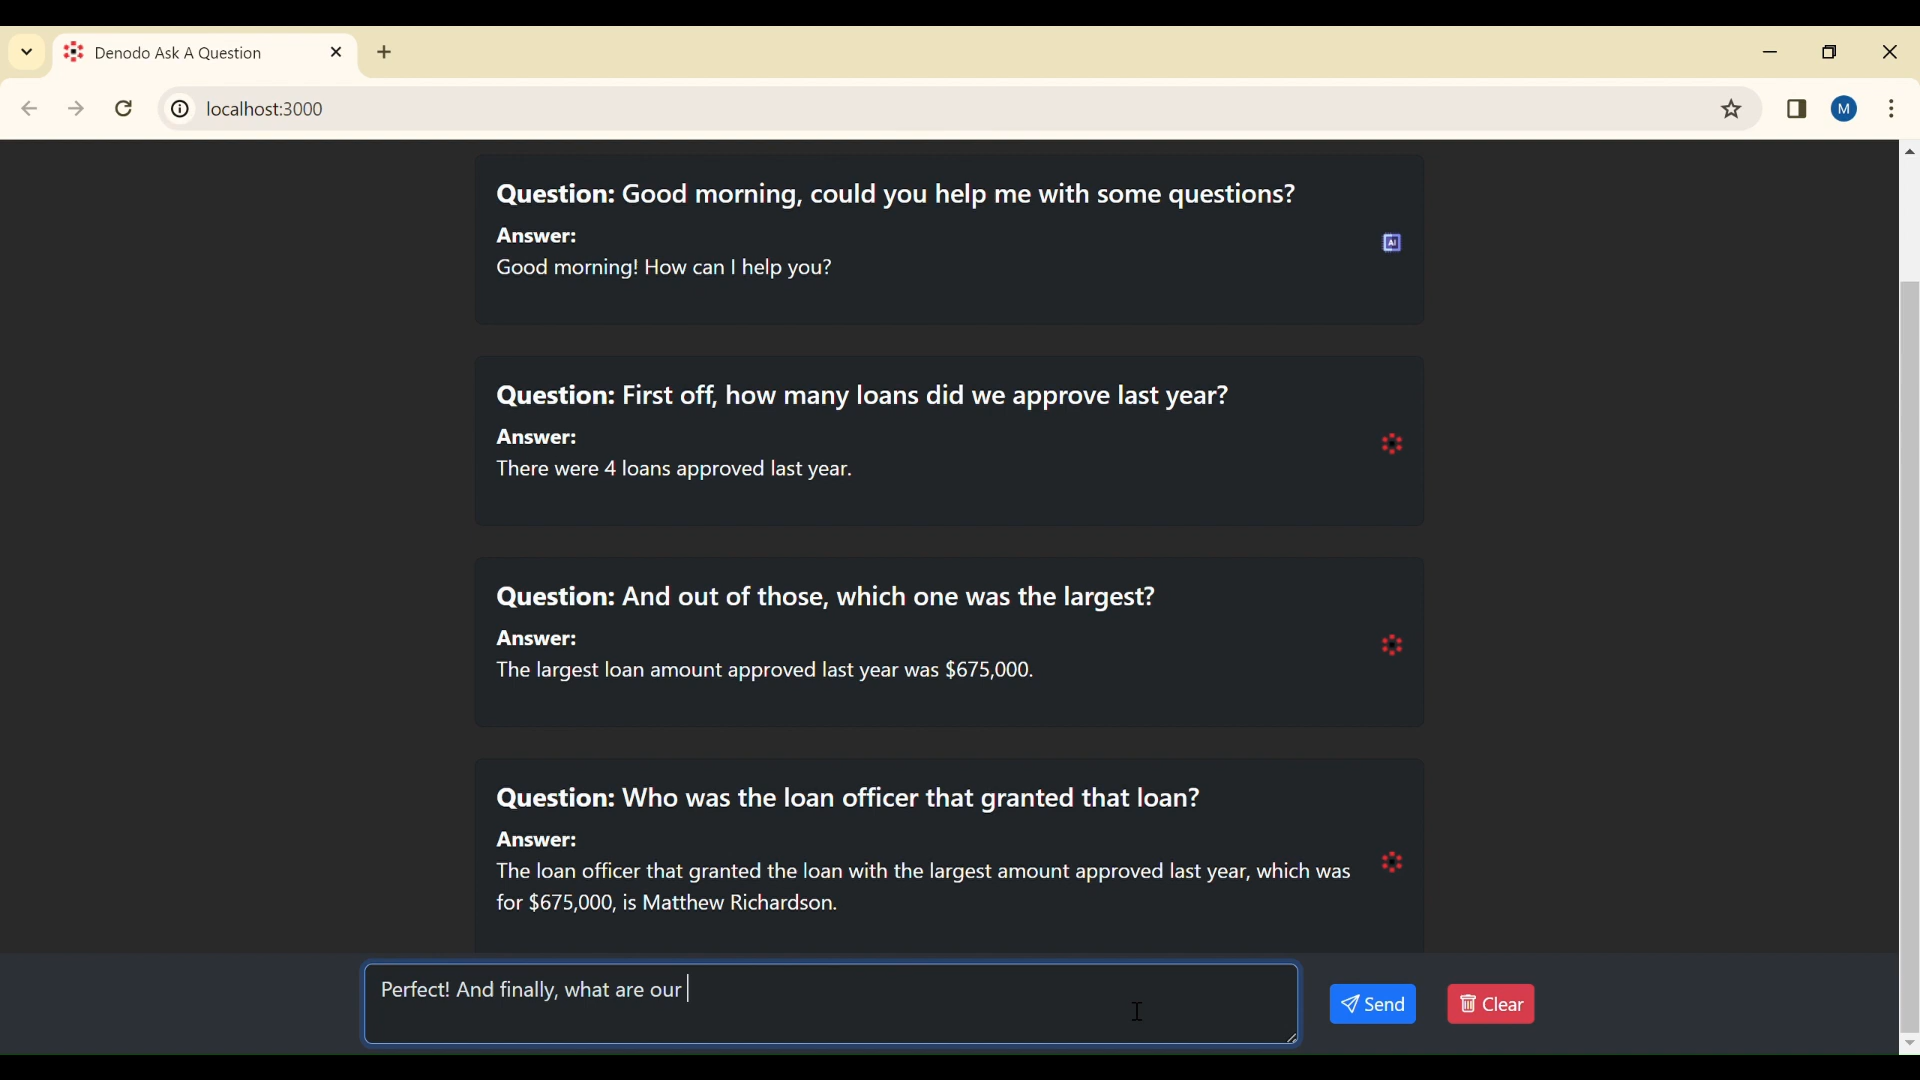 Denodo Ask A Question
localhost:3000
M
Question: Good morning, could you help me with some questions?
Answer:
AI
Good morning! How can I help you?
Question: First off, how many loans did we approve last year?
Answer:
There were 4 loans approved last year.
Question: And out of those, which one was the largest?
Answer:
The largest loan amount approved last year was $675,000.
Question: Who was the loan officer that granted that loan?
Answer:
The loan officer that granted the loan with the largest amount approved last year, which was
for $675,000, is Matthew Richardson.
Perfect! And finally, what are our
Send
Clear